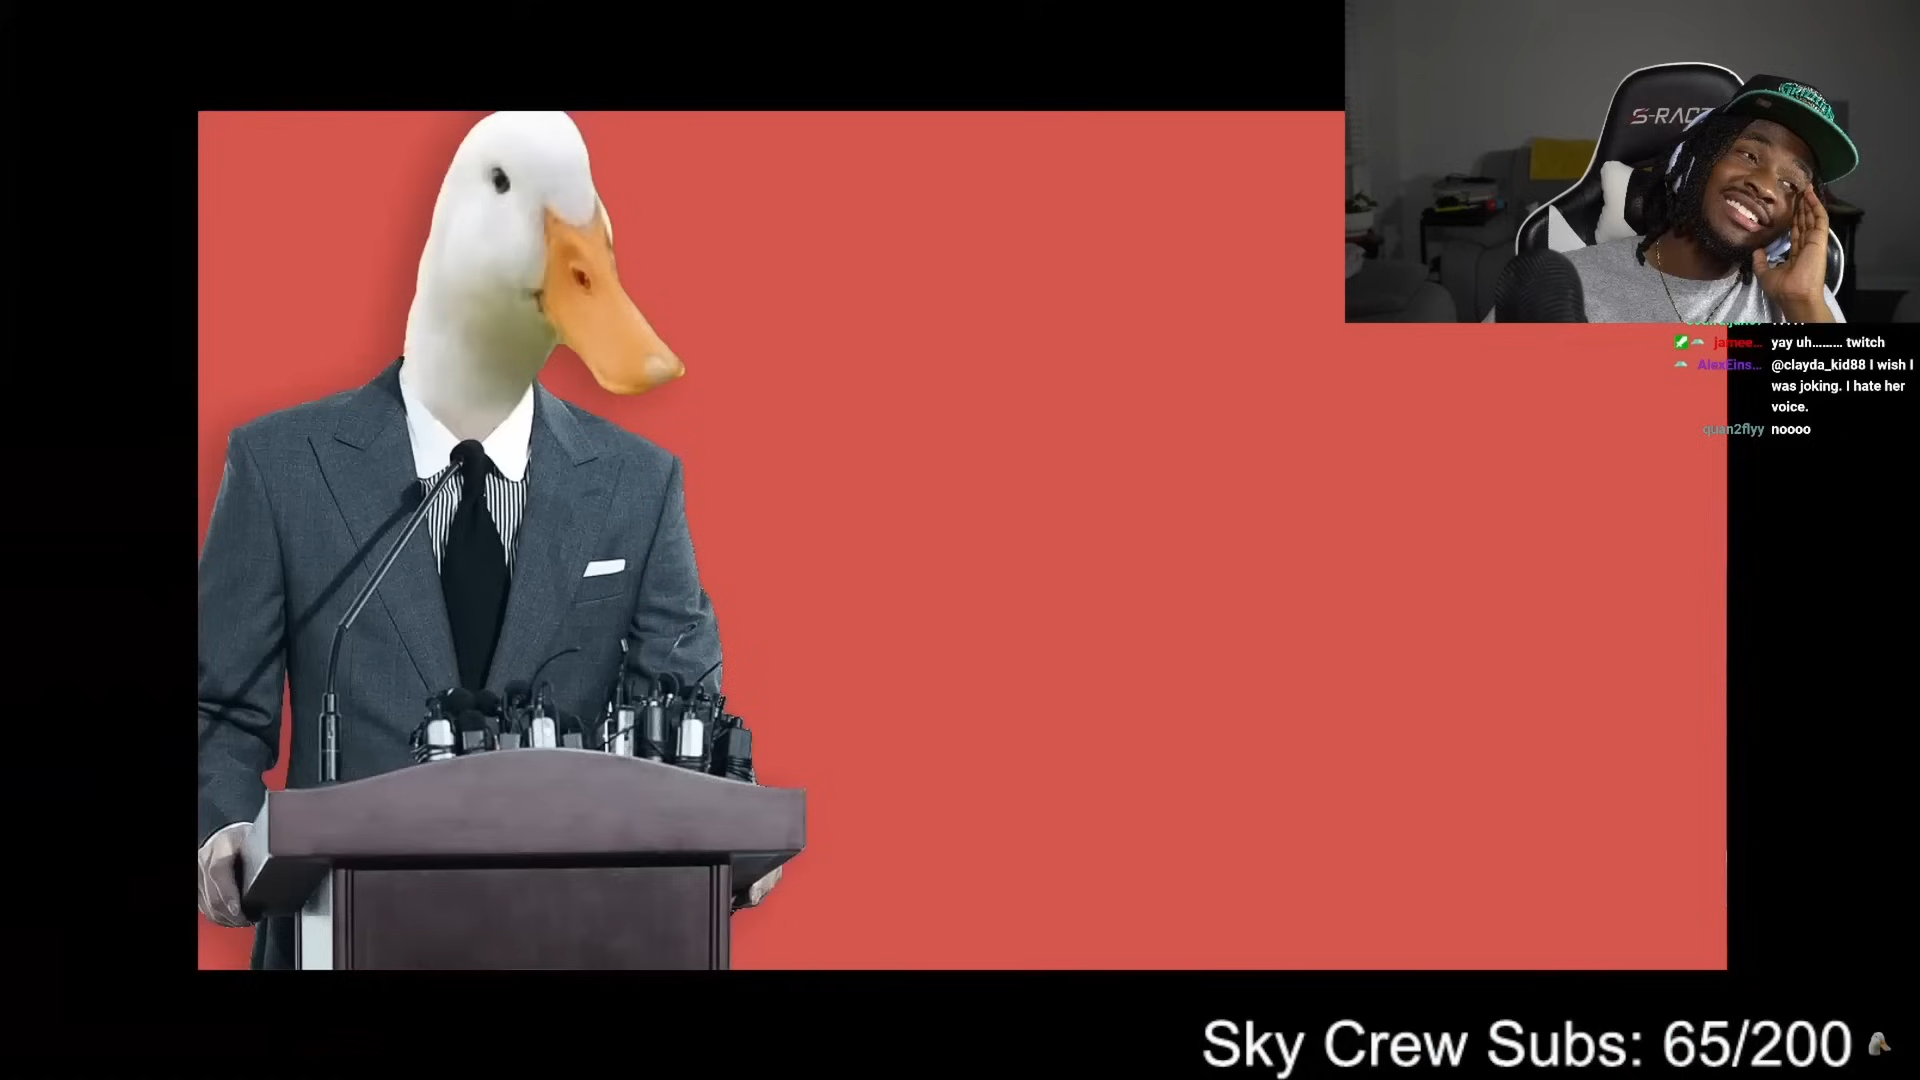 S-RAC
jamee... yay uh......... twitch
AlexEins... @clayda_kid88 I wish I
was joking. I hate her
voice.
quan2flyy noooo
Sky Crew Subs: 65/200